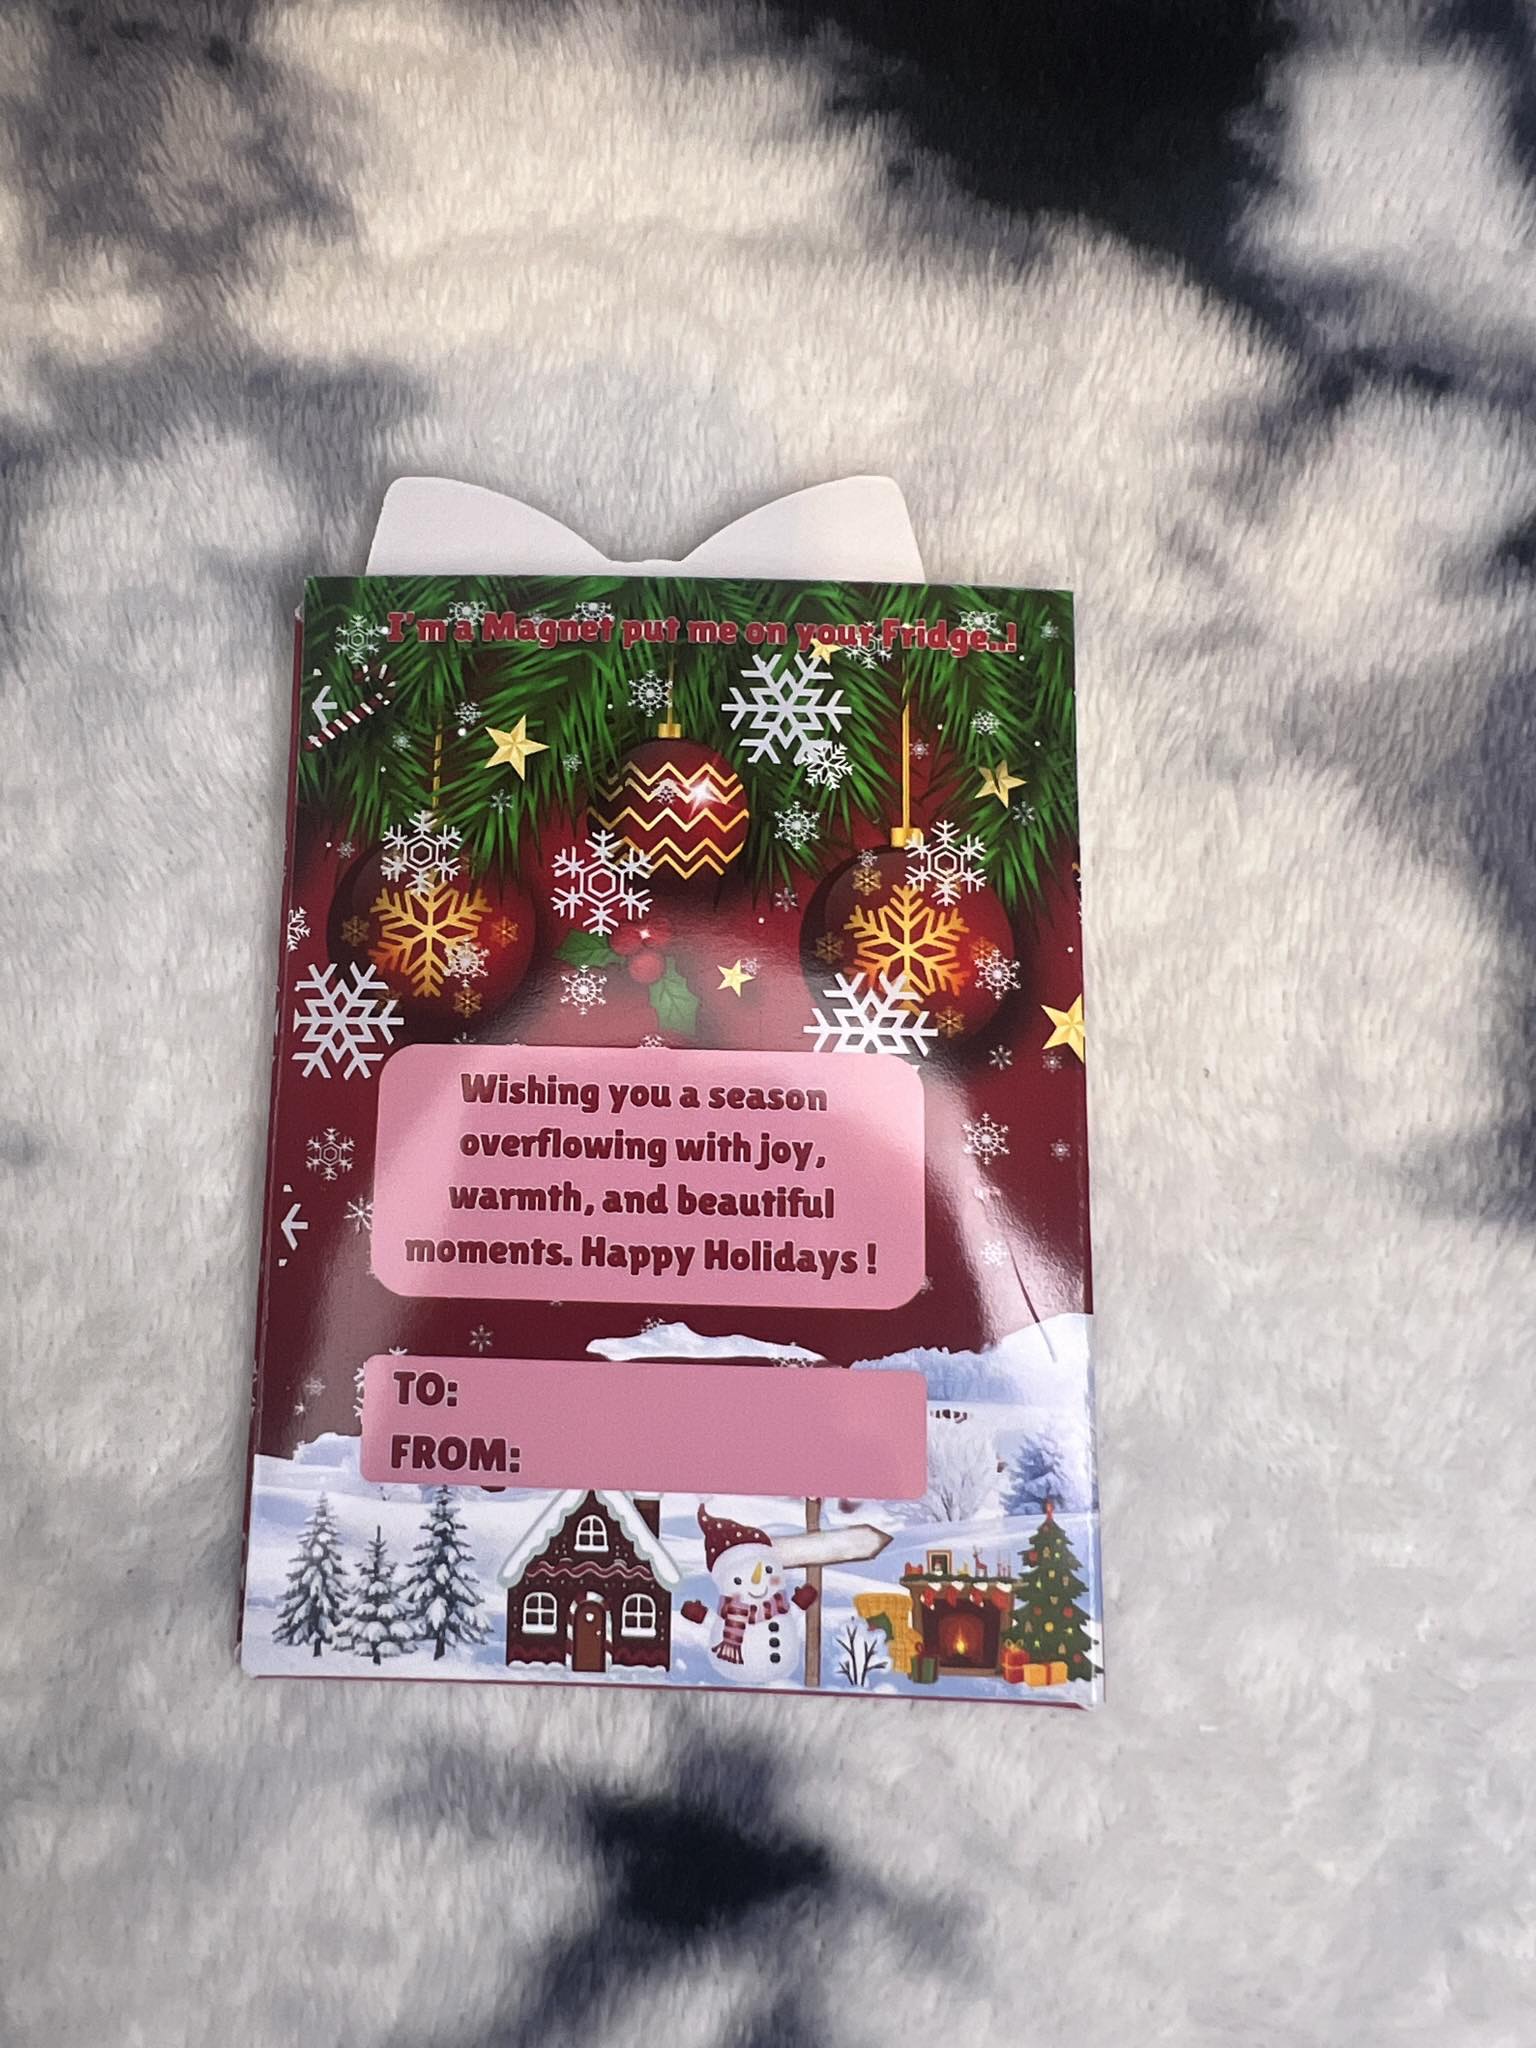 I'm a Magnet put me on your Fridge..!
Wishing you a season
overflowing with joy,
warmth, and beautiful
moments. Happy Holidays !
TO:
FROM: